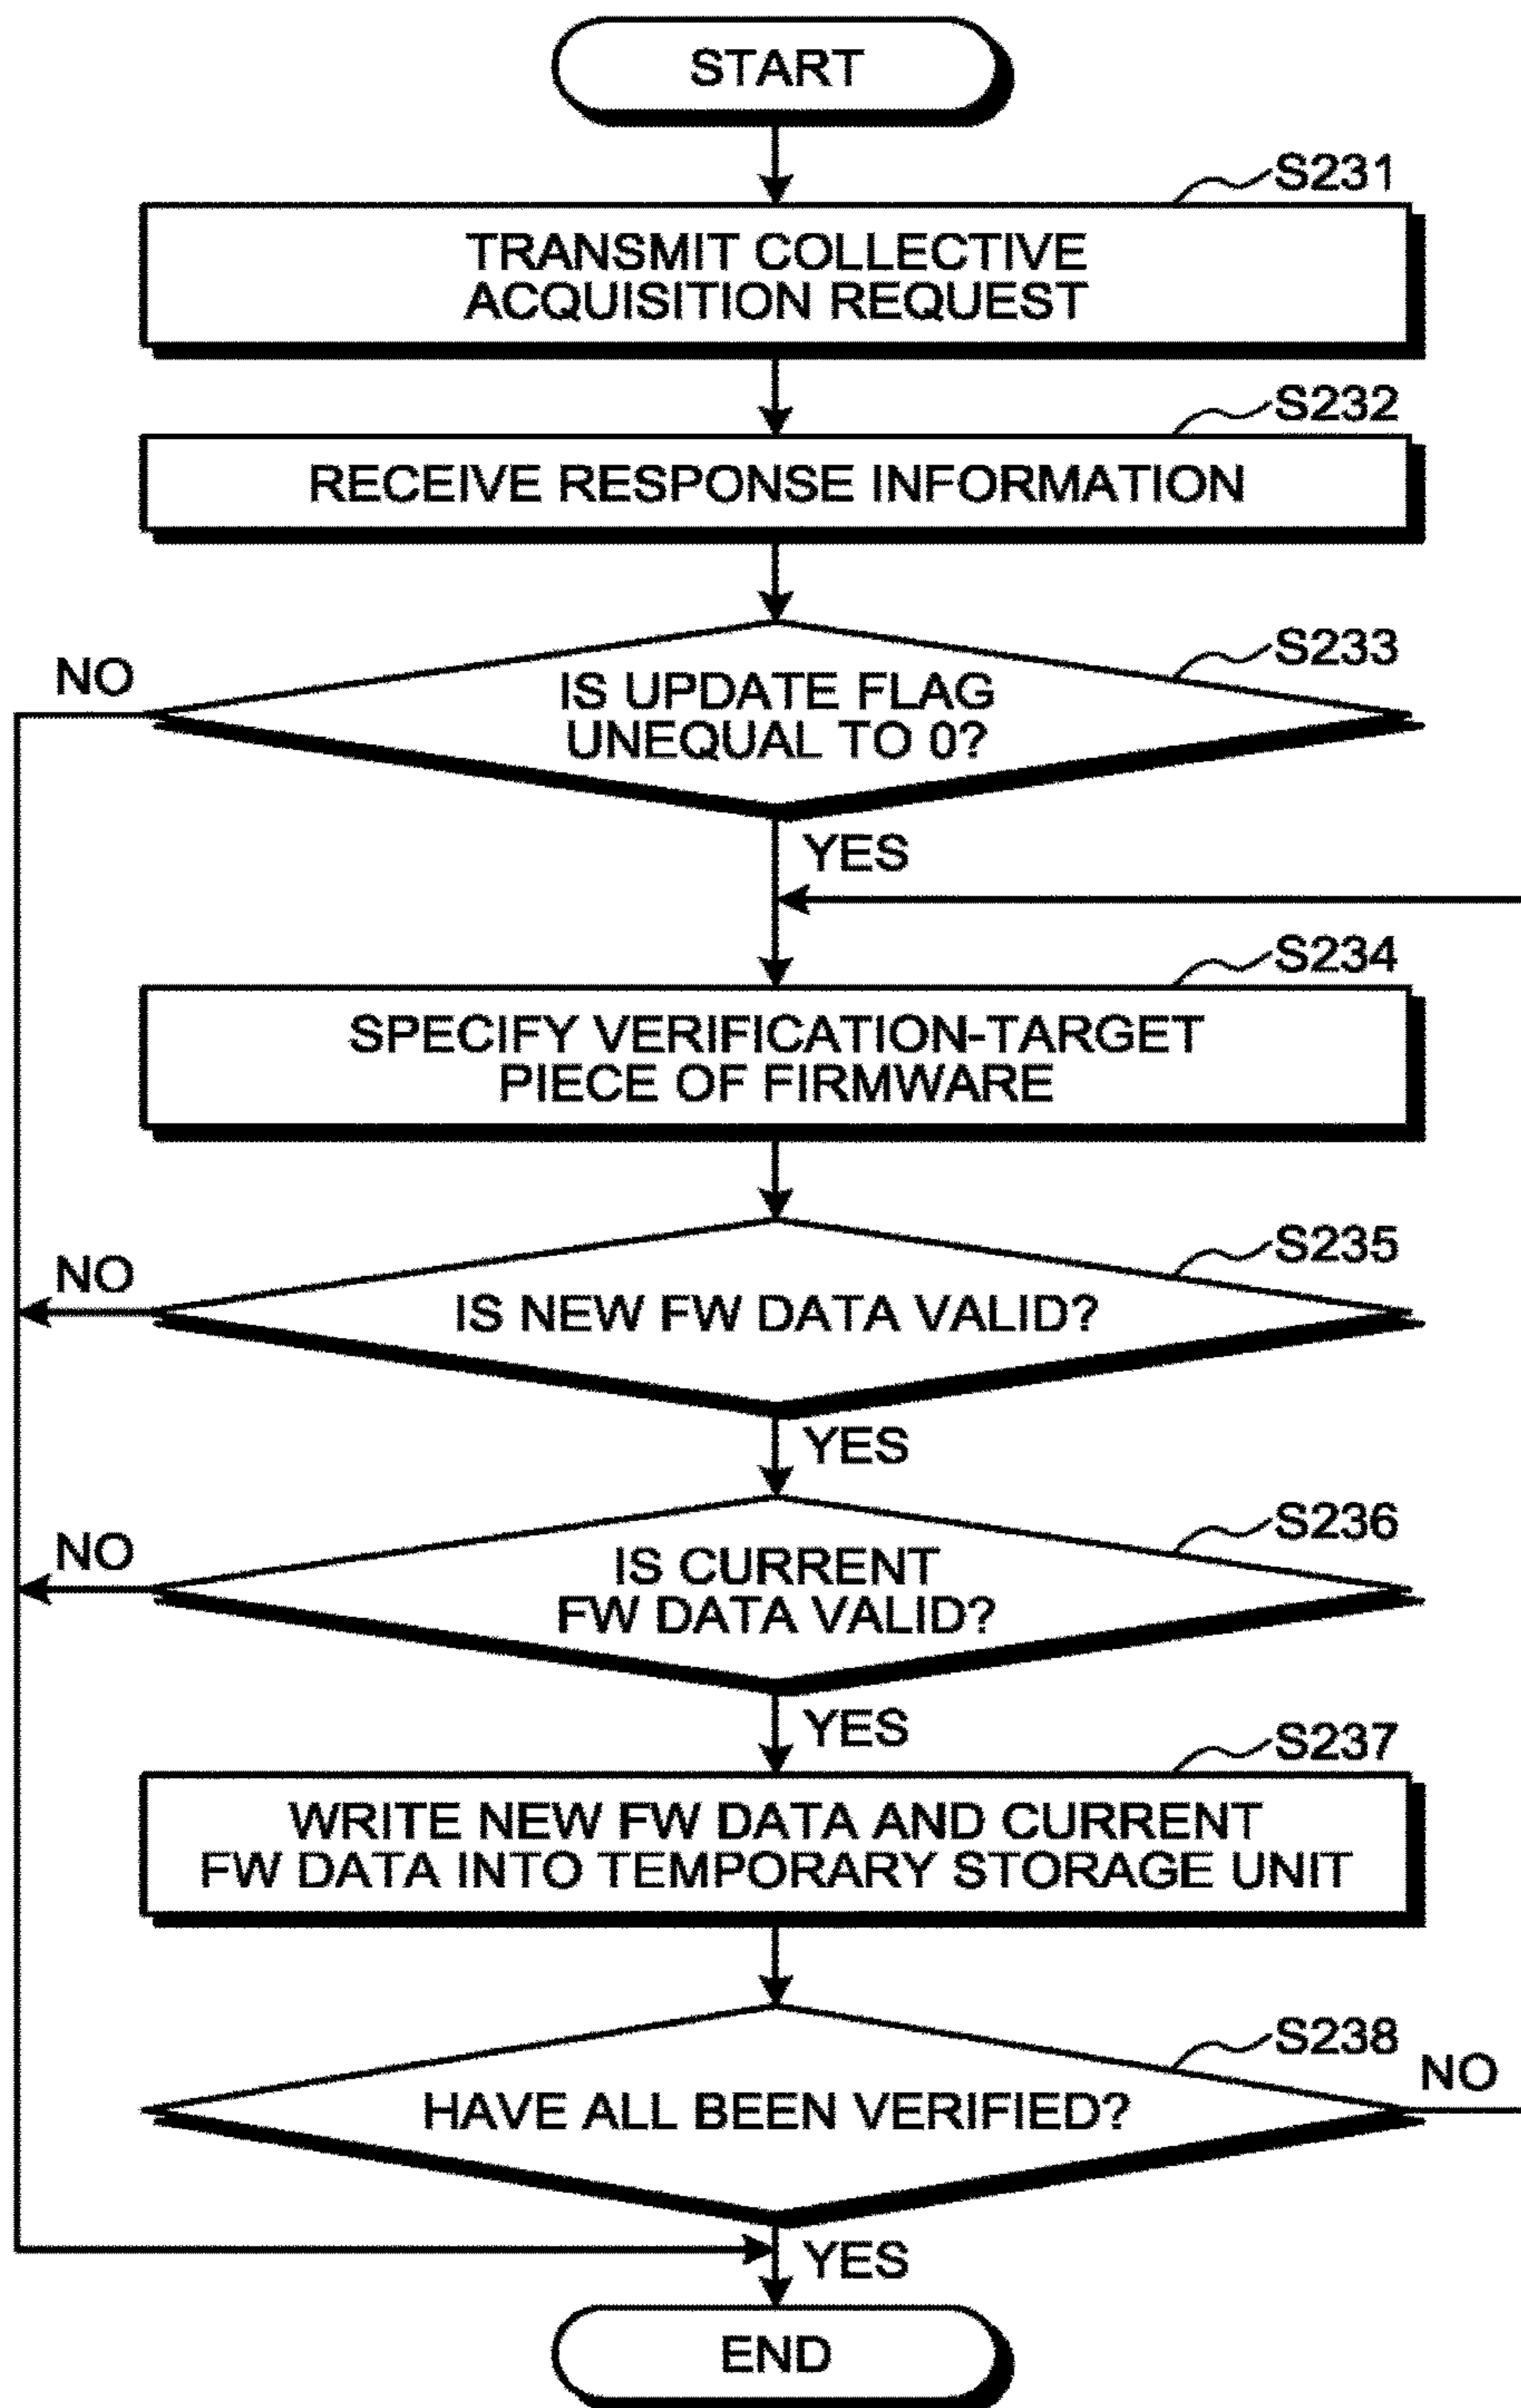 START
S231
TRANSMIT COLLECTIVE
ACQUISITION REQUEST
S232
RECEIVE RESPONSE INFORMATION
S233
NO
IS UPDATE FLAG
UNEQUAL TO 0?
YES
S234
SPECIFY VERIFICATION-TARGET
PIECE OF FIRMWARE
S235
NO
IS NEW FW DATA VALID?
YES
S236
NO
IS CURRENT
FW DATA VALID?
YES
S237
WRITE NEW FW DATA AND CURRENT
FW DATA INTO TEMPORARY STORAGE UNIT
S238
NO
HAVE ALL BEEN VERIFIED?
YES
END